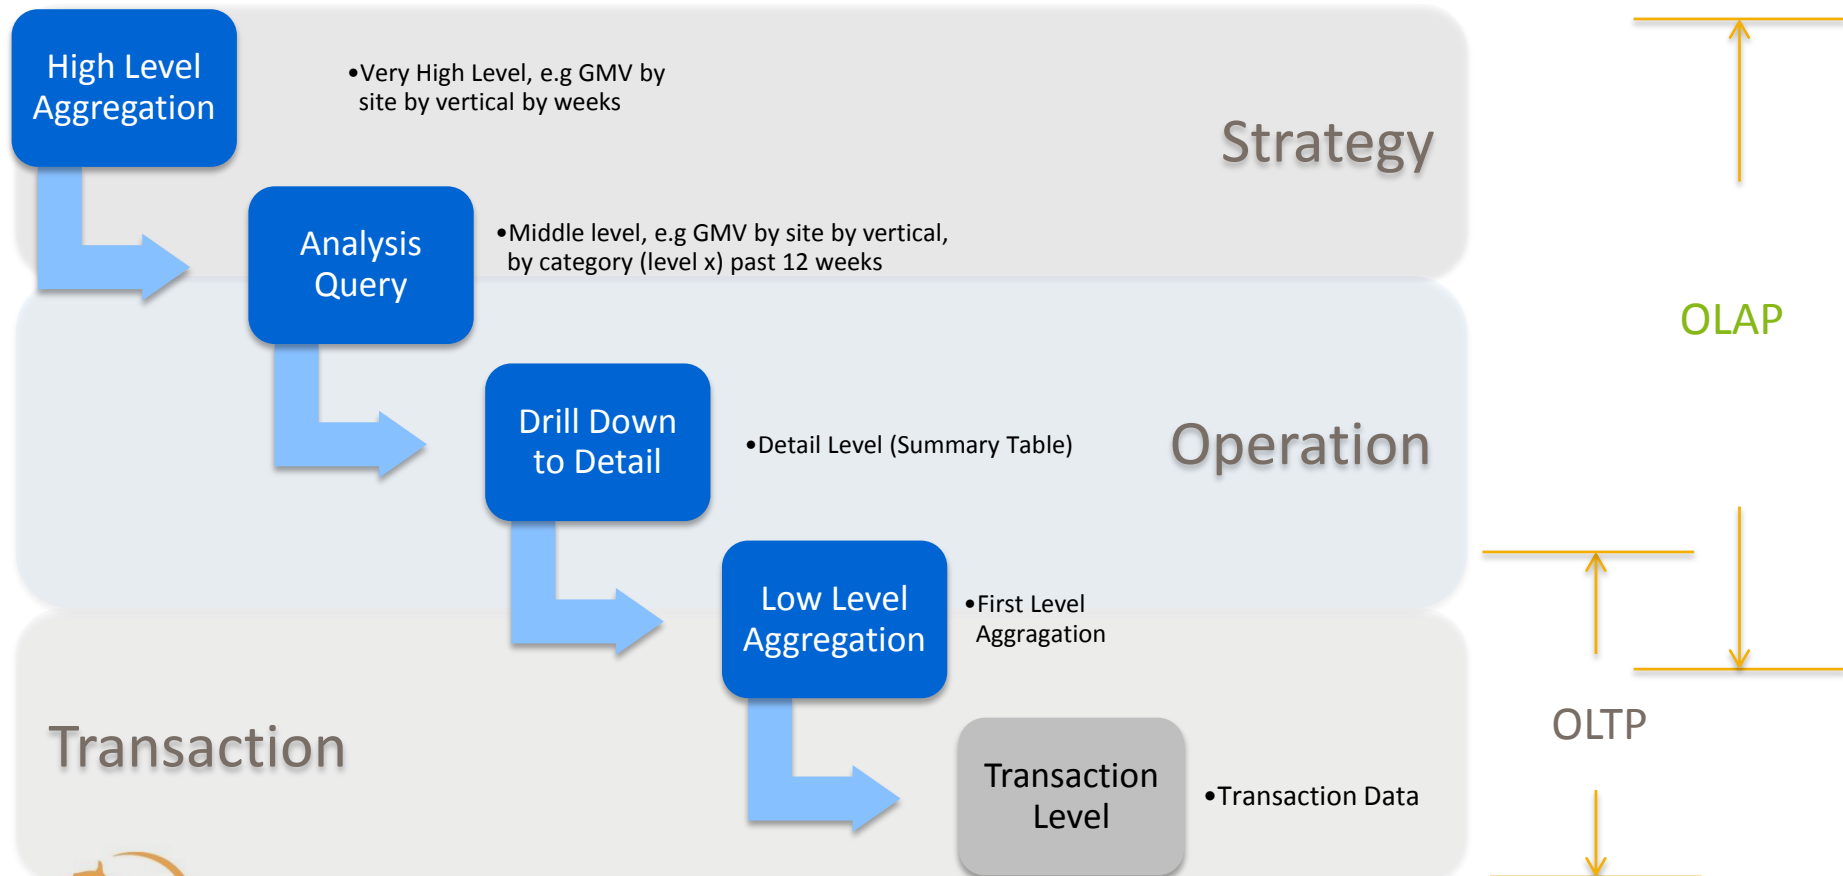 High Level
Aggregation
•Very High Level, e.g GMV by
site by vertical by weeks
Strategy
Analysis
Query
•Middle level, e.g GMV by site by vertical,
by category (level x) past 12 weeks
OLAP
Drill Down
to Detail
•Detail Level (Summary Table)
Operation
Low Level
Aggregation
•First Level
Aggragation
OLTP
Transaction
Transaction
Level
•Transaction Data